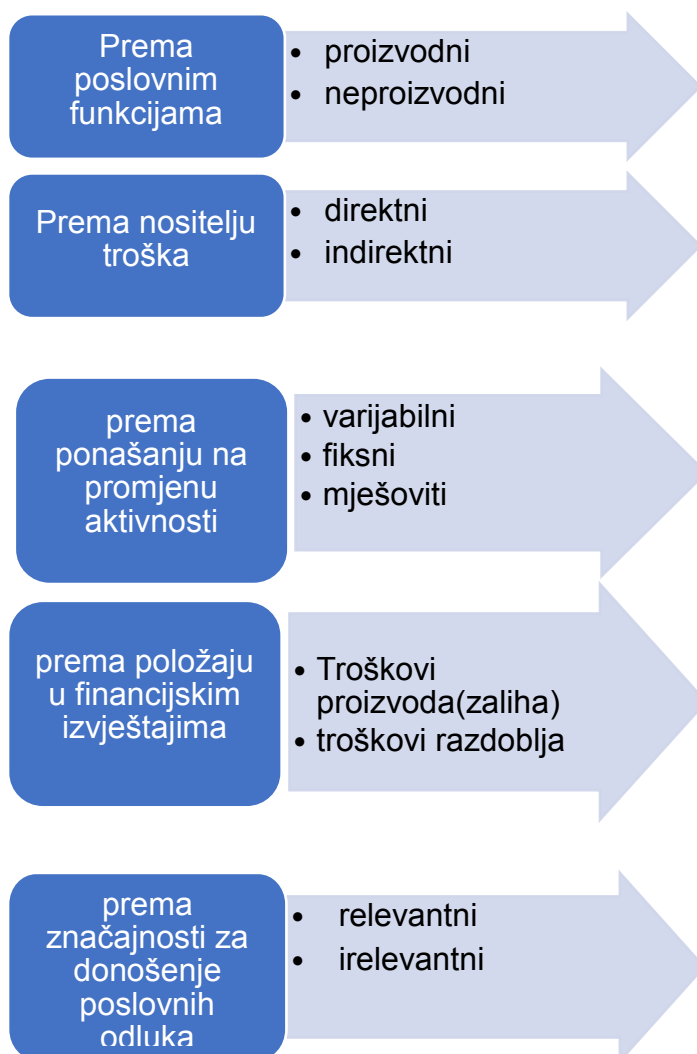 Prema
poslovnim
funkcijama
• proizvodni
• neproizvodni
Prema nositelju
troška
• direktni
• indirektni
prema
ponašanju na
promjenu
aktivnosti
• varijabilni
• fiksni
• mješoviti
prema položaju
u financijskim
izvještajima
• Troškovi
proizvoda(zaliha)
• troškovi razdoblja
prema
značajnosti za
donošenje
poslovnih
odluka
• relevantni
• irelevantni